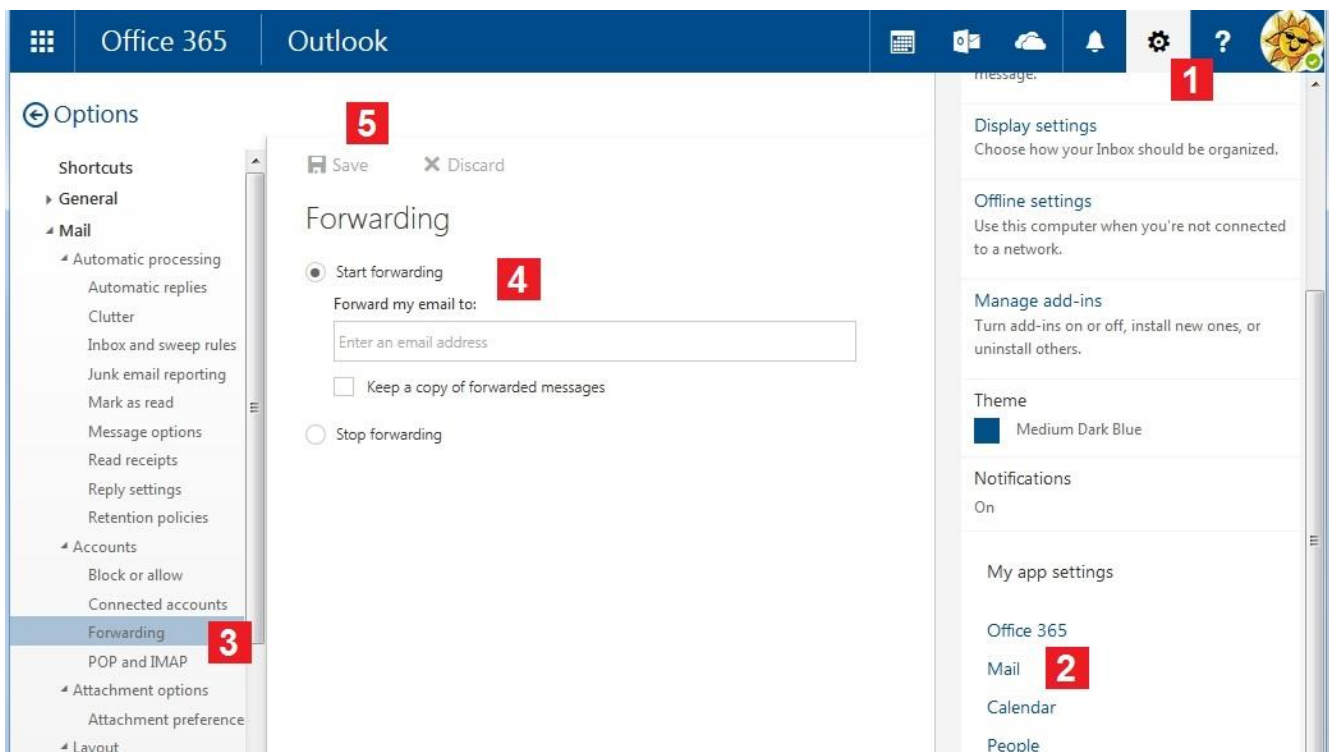 Office 365
Outlook
?
1
Options
5
Shortcuts
General
Mail
Automatic processing
Automatic replies
Clutter
Inbox and sweep rules
Junk email reporting
Mark as read
Message options
Read receipts
Reply settings
Retention policies
Accounts
Block or allow
Connected accounts
Forwarding
3
POP and IMAP
Attachment options
Attachment preference
Layout
Save
Discard
Forwarding
Start forwarding
4
Forward my email to:
Enter an email address
Keep a copy of forwarded messages
Stop forwarding
message.
Display settings
Choose how your Inbox should be organized.
Offline settings
Use this computer when you're not connected
to a network.
Manage add-ins
Turn add-ins on or off, install new ones, or
uninstall others.
Theme
Medium Dark Blue
Notifications
On
My app settings
Office 365
Mail
2
Calendar
People